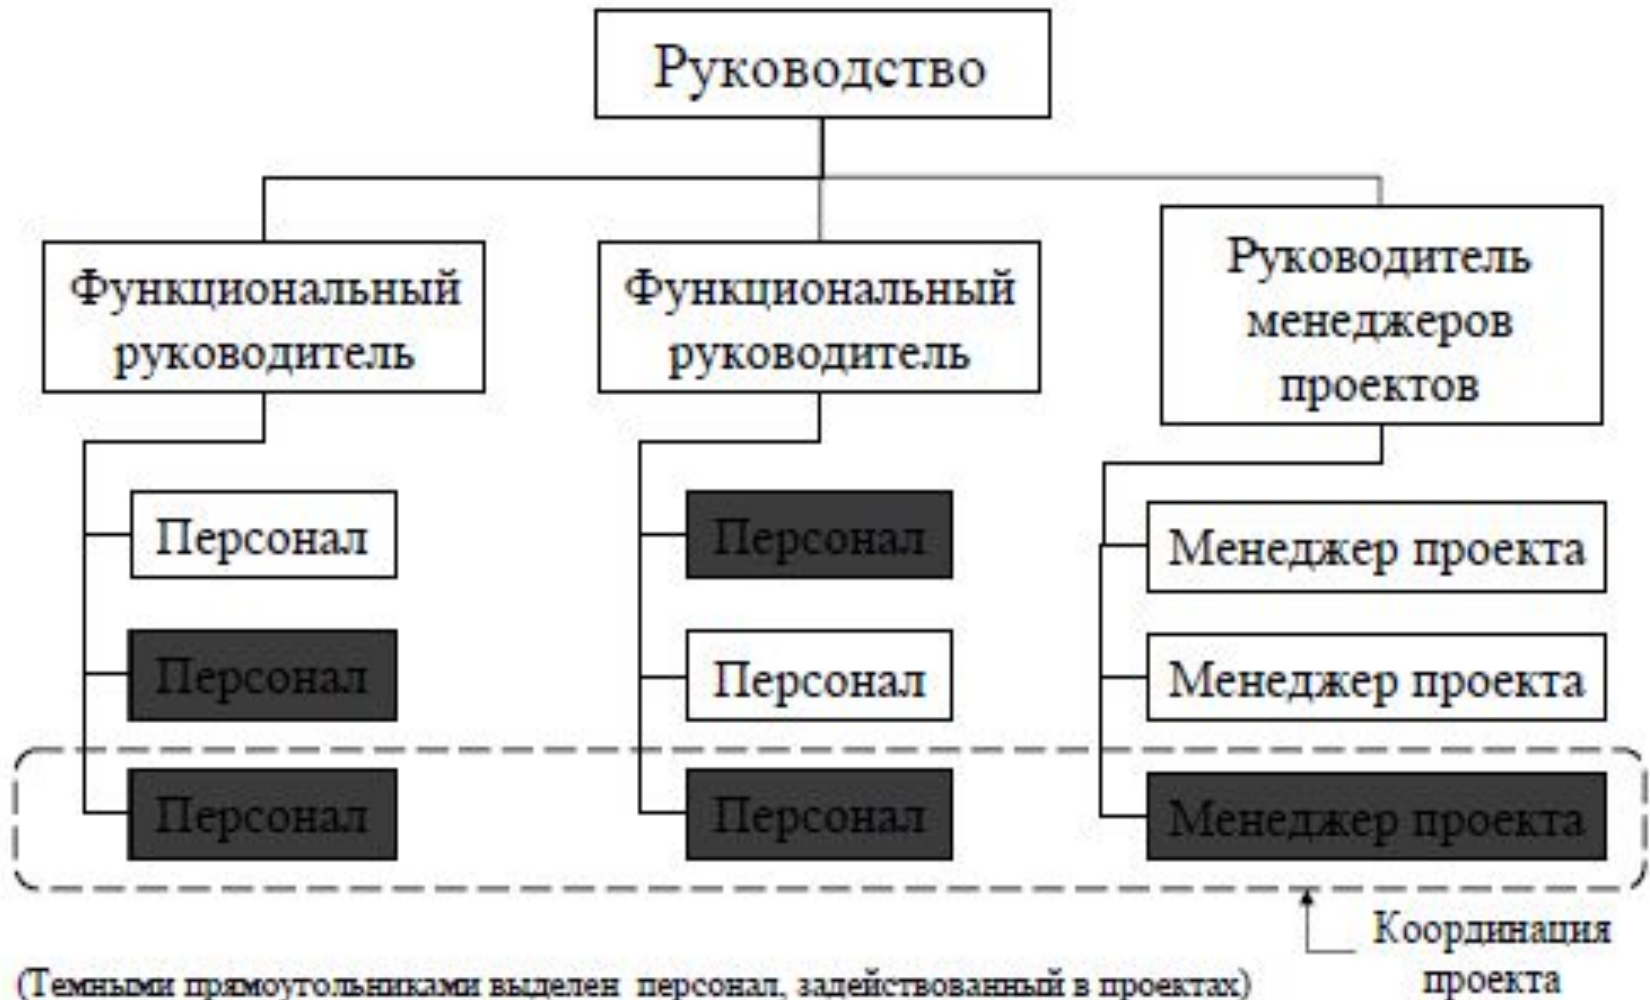 Руководство
Функциональный
руководитель
Функциональный
руководитель
Руководитель
менеджеров
проектов
Персонал
Персонал
Менеджер проекта
Персонал
Персонал
Менеджер проекта
Персонал
Персонал
Менеджер проекта
Координация
проекта
(Темными прямоугольниками выделен персонал, задействованный в проектах)